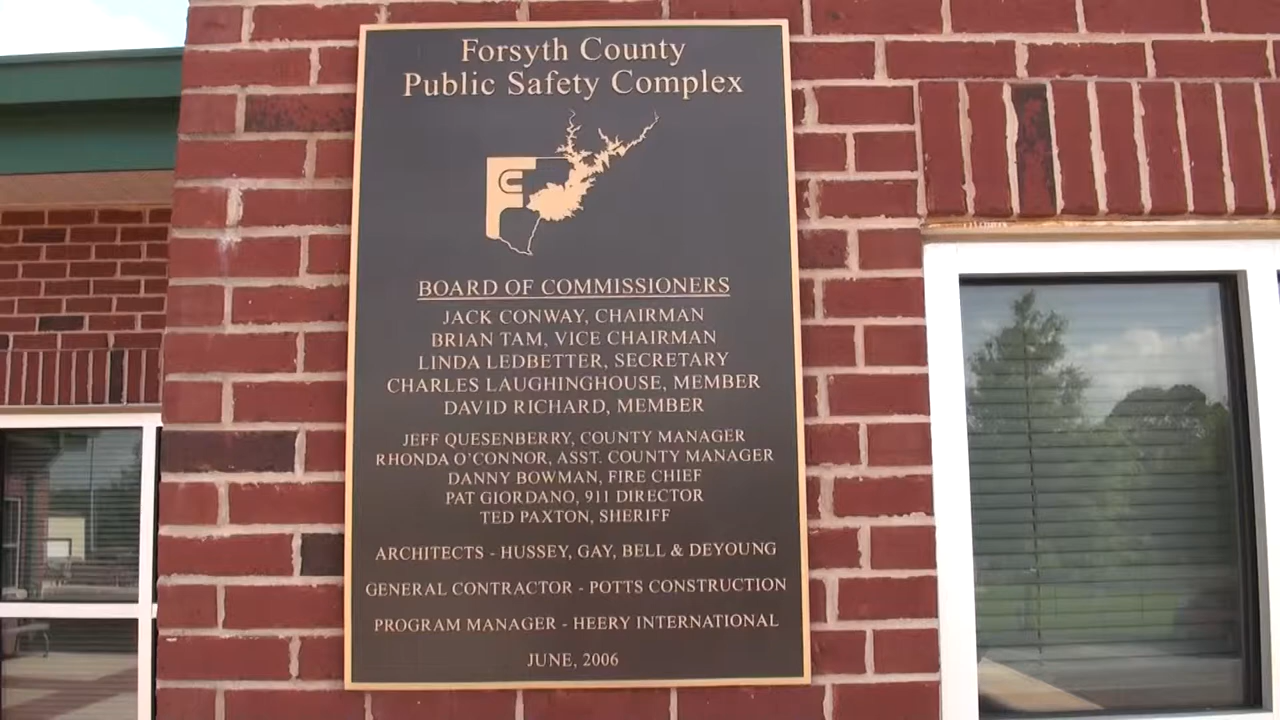 Forsyth County
Public Safety Complex
BOARD OF COMMISSIONERS
JACK CONWAY, CHAIRMAN
BRIAN TAM, VICE CHAIRMAN
LINDA LEDBETTER, SECRETARY
CHARLES LAUGHINGHOUSE, MEMBER
DAVID RICHARD, MEMBER
JEFF QUESENBERRY, COUNTY MANAGER
RHONDA O'CONNOR, ASST. COUNTY MANAGER
DANNY BOWMAN, FIRE CHIEF
PAT GIORDANO, 911 DIRECTOR
TED PAXTON, SHERIFF
ARCHITECTS - HUSSEY, GAY, BELL & DEYOUNG
GENERAL CONTRACTOR - POTTS CONSTRUCTION
PROGRAM MANAGER - HEERY INTERNATIONAL
JUNE, 2006